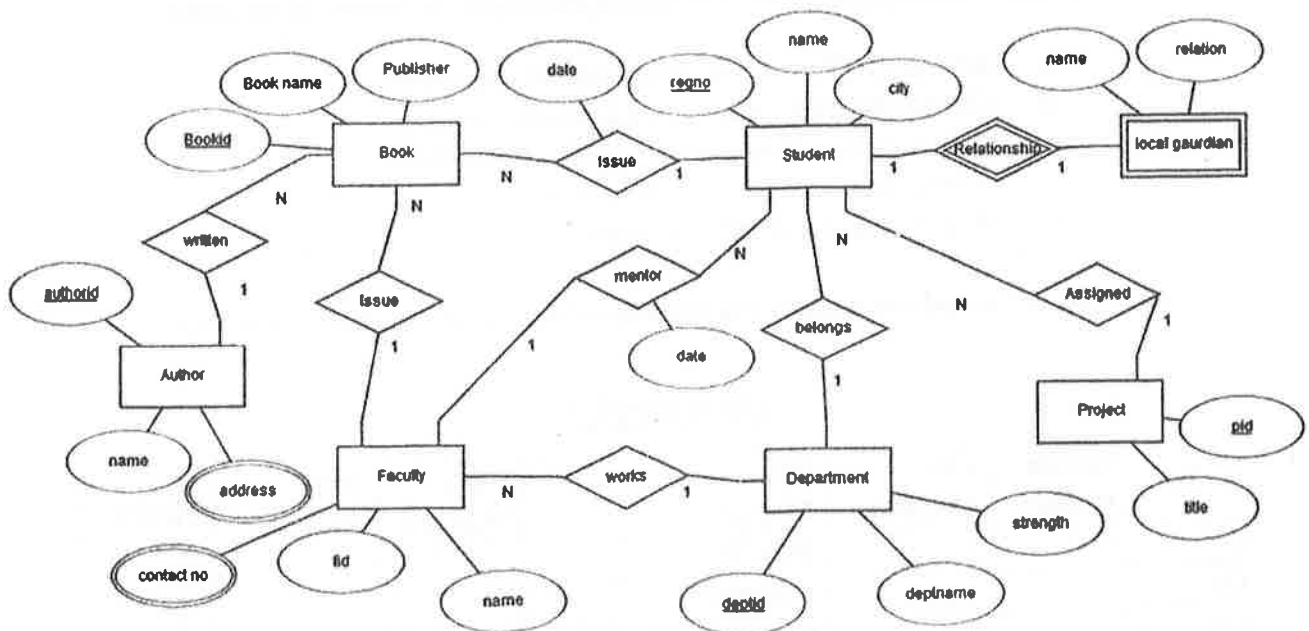 name
relation
name
Publisher
date
Book name
regno
city
Bookid
Book
Issue
Student
Relationship
local gaurdian
N
1
1
1
N
N
N
N
written
mentor
Issue
Assigned
authorid
1
belongs
N
1
1
1
date
1
Author
Project
pid
name
Faculty
works
Department
address
N
1
strength
title
contact no
fid
name
deptid
deptname